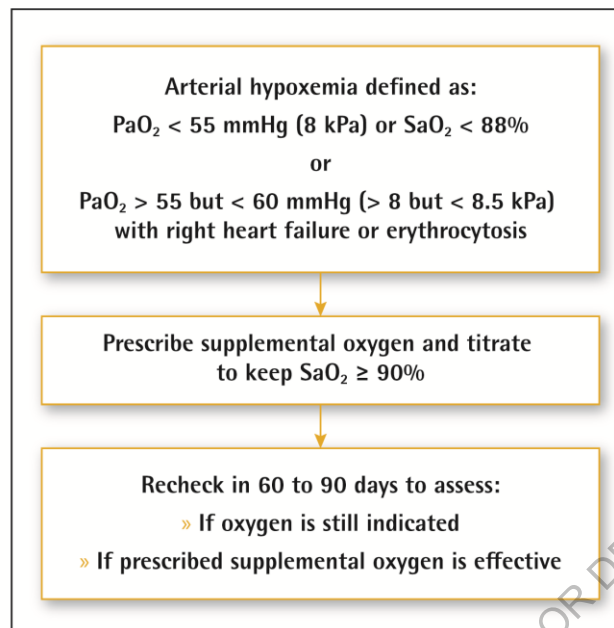 Arterial hypoxemia defined as:
PaO₂ < 55 mmHg (8 kPa) or SaO₂ < 88%
or
PaO₂ > 55 but < 60 mmHg (> 8 but < 8.5 kPa)
with right heart failure or erythrocytosis
Prescribe supplemental oxygen and titrate
to keep SaO₂ ≥ 90%
Recheck in 60 to 90 days to assess:
» If oxygen is still indicated
» If prescribed supplemental oxygen is effective
OR